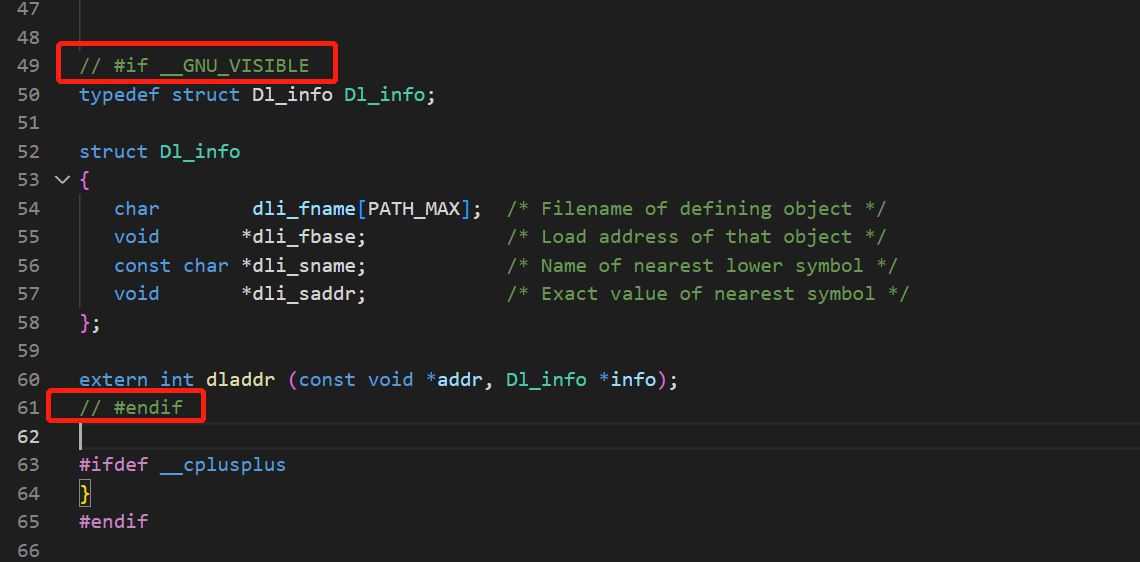 47
48
49 // #if __GNU_VISIBLE
50 typedef struct Dl_info Dl_info;
51
52 struct Dl_info
53 {
54 char dli_fname[PATH_MAX]; /* Filename of defining object */
55 void *dli_fbase; /* Load address of that object */
56 const char *dli_sname; /* Name of nearest lower symbol */
57 void *dli_saddr; /* Exact value of nearest symbol */
58 };
59
60 extern int dladdr (const void *addr, Dl_info *info);
61 // #endif
62
63 #ifdef __cplusplus
64 }
65 #endif
66